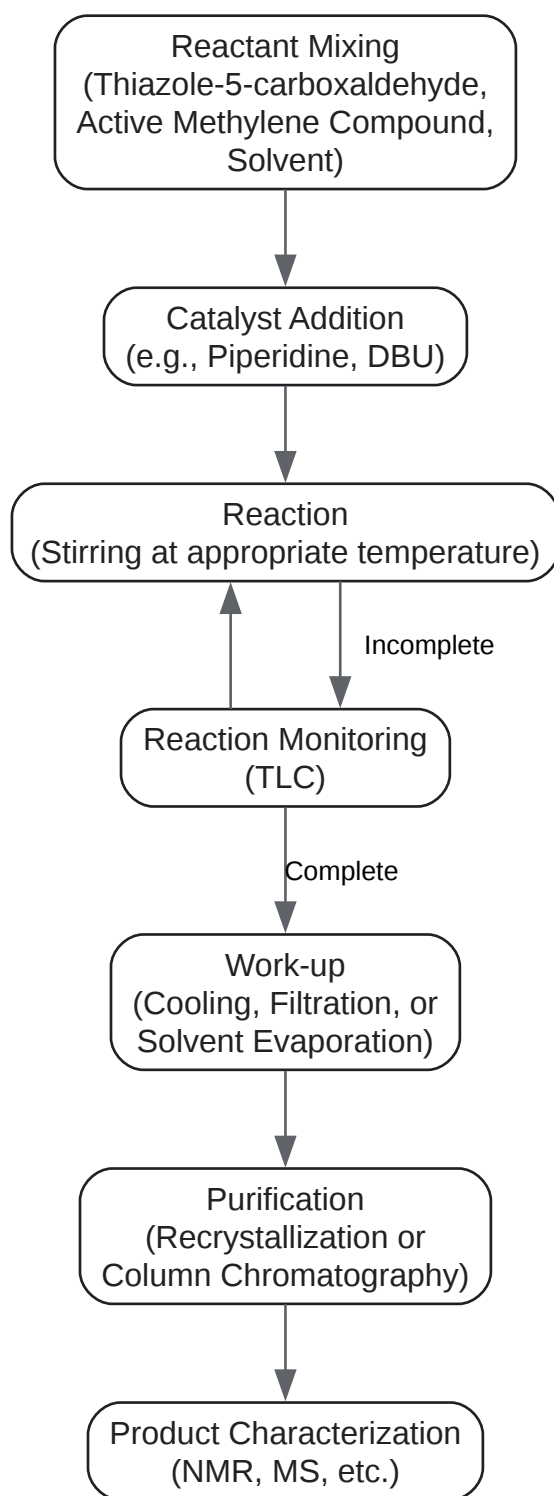 Reactant Mixing
(Thiazole-5-carboxaldehyde,
Active Methylene Compound,
Solvent)
Catalyst Addition
(e.g., Piperidine, DBU)
Reaction
(Stirring at appropriate temperature)
Incomplete
Reaction Monitoring
(TLC)
Complete
Work-up
(Cooling, Filtration, or
Solvent Evaporation)
Purification
(Recrystallization or
Column Chromatography)
Product Characterization
(NMR, MS, etc.)